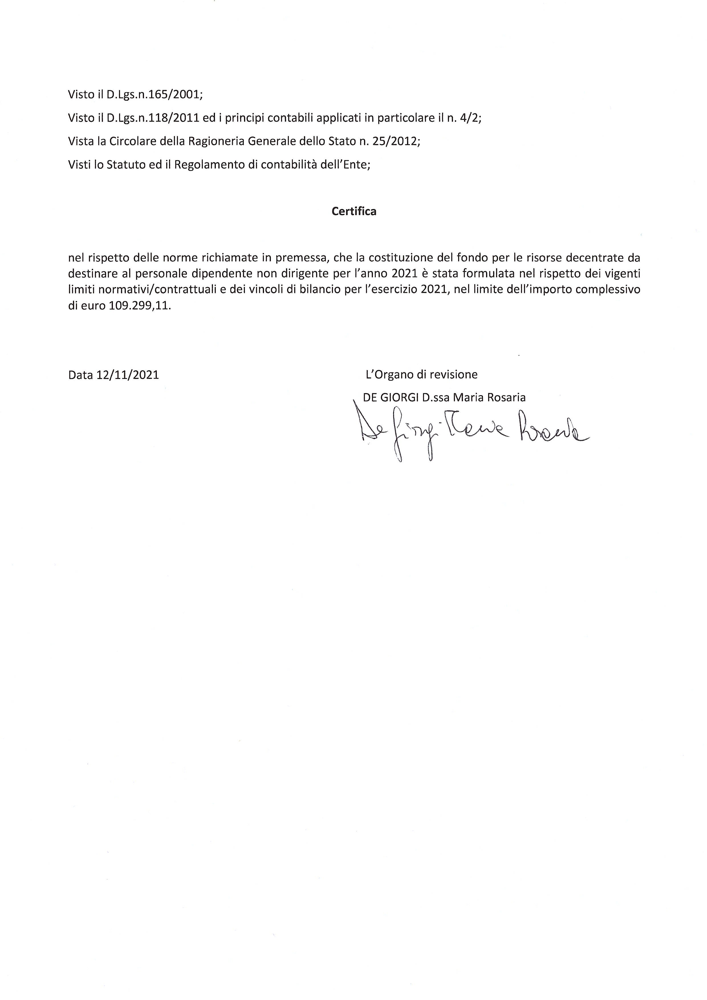 Visto il D.Lgs.n.165/2001;
Visto il D.Lgs.n.118/2011 ed i principi contabili applicati in particolare il n. 4/2;
Vista la Circolare della Ragioneria Generale dello Stato n. 25/2012;
Visti lo Statuto ed il Regolamento di contabilità dell’Ente;
Certifica
nel rispetto delle norme richiamate in premessa, che la costituzione del fondo per le risorse decentrate da
destinare al personale dipendente non dirigente per l’anno 2021 è stata formulata nel rispetto dei vigenti
limiti normativi/contrattuali e dei vincoli di bilancio per l’esercizio 2021, nel limite dell’importo complessivo
di euro 109.299,11.
Data 12/11/2021 L’Organo di revisione
DE GIORGI D.ssa Maria Rosaria
De Giorgi Maria Rosaria